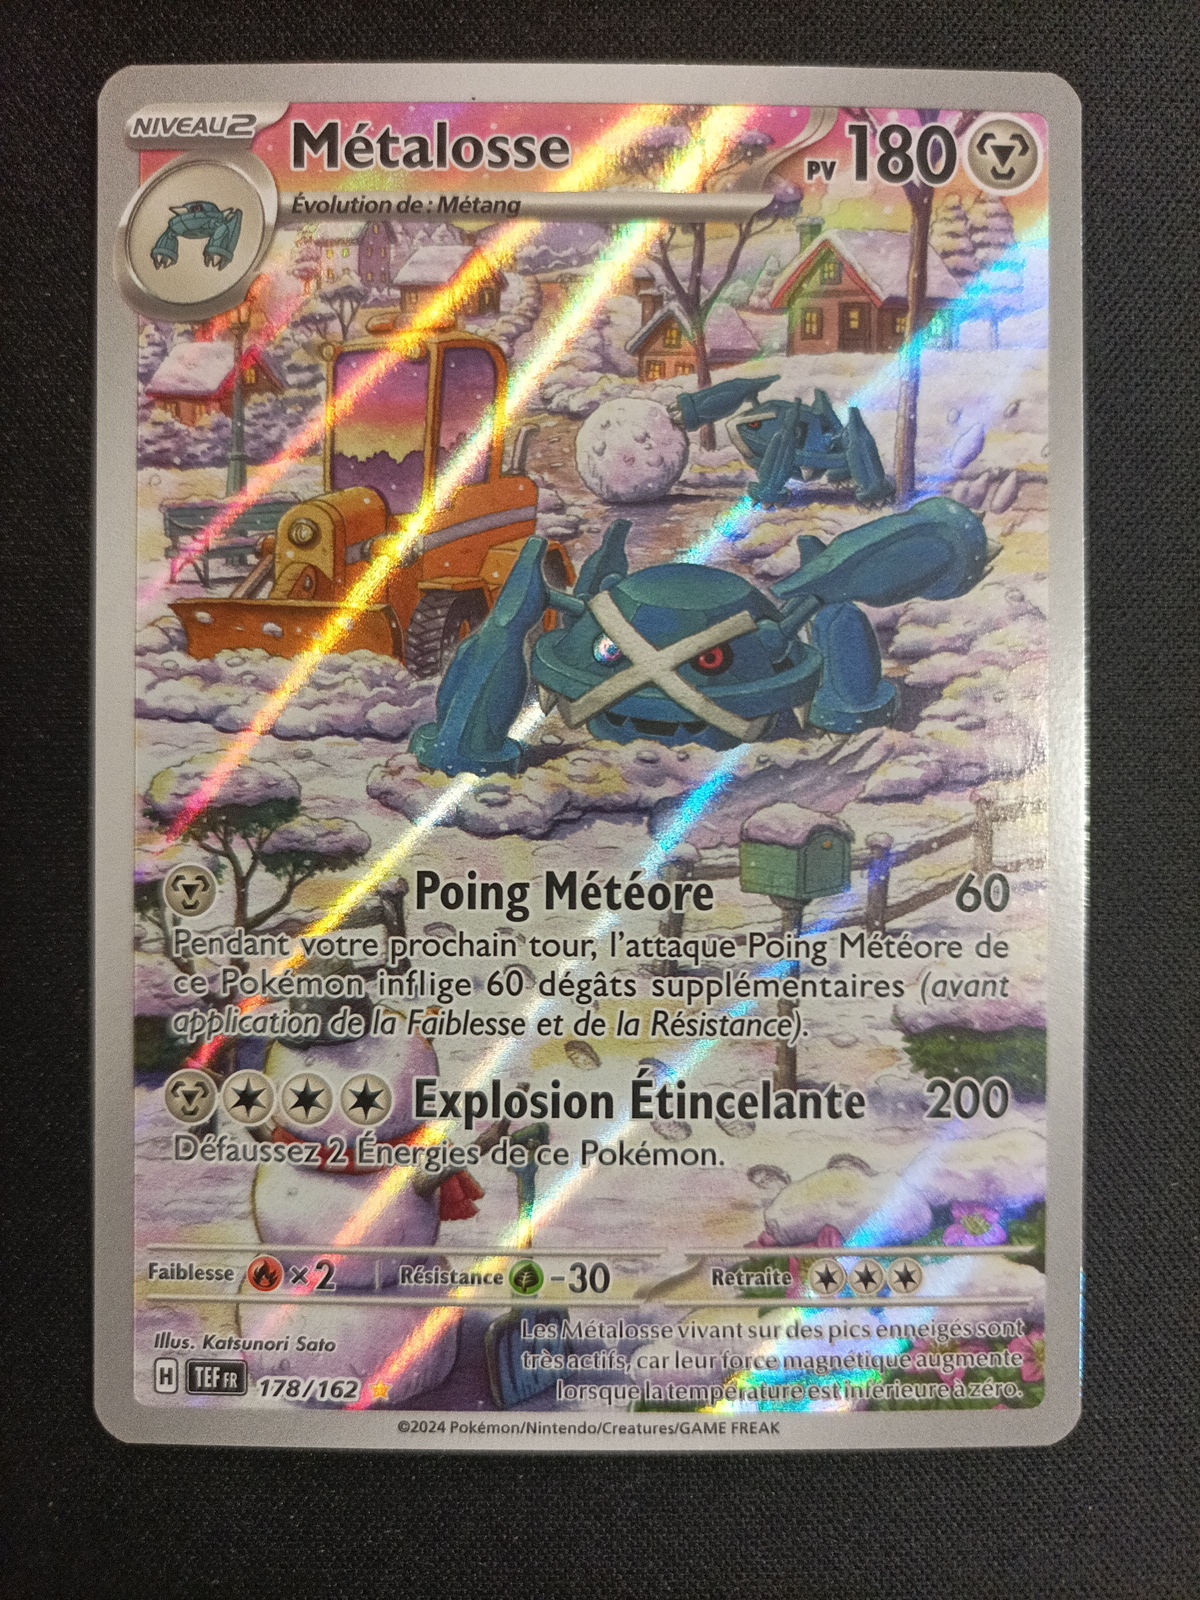 NIVEAU2
Métalosse
PV 180
Évolution de : Métang
Poing Météore 60
Pendant votre prochain tour, l'attaque Poing Météore de
ce Pokémon inflige 60 dégâts supplémentaires (avant
application de la Faiblesse et de la Résistance).
Explosion Étincelante 200
Défaussez 2 Énergies de ce Pokémon.
Faiblesse ×2 Résistance -30 Retraite
Illus. Katsunori Sato
H TEF FR 178/162
Les Métalosse vivant sur des pics enneigés sont
très actifs, car leur force magnétique augmente
lorsque la température est inférieure à zéro.
©2024 Pokémon/Nintendo/Creatures/GAME FREAK